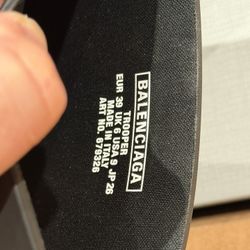 BALENCIAGA
TROOPER
EUR 39 UK 6 USA 9 JP 26
MADE IN ITALY
ART NO. 679326